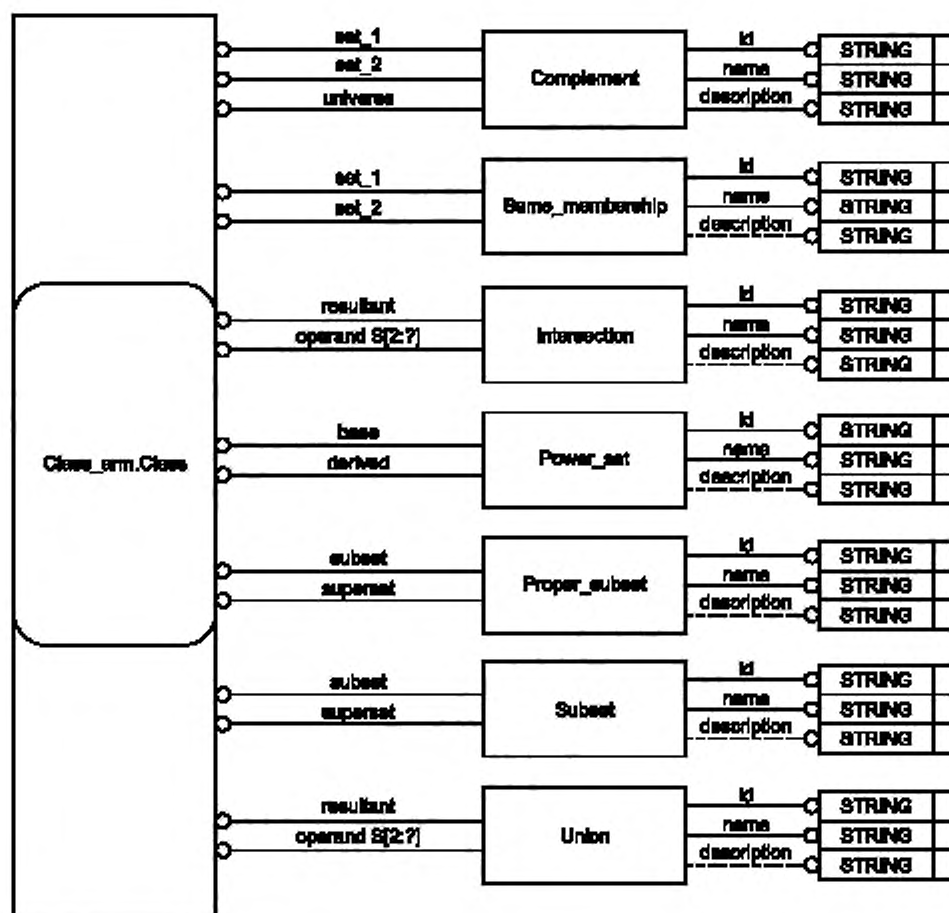 set_1
id
STRING
set_2
Complement
name
STRING
universe
description
STRING
set_1
id
STRING
set_2
Same_membership
name
STRING
description
STRING
resultant
id
STRING
operand S[2:?]
Intersection
name
STRING
description
STRING
base
id
STRING
Class_arm.Class
derived
Power_set
name
STRING
description
STRING
subset
id
STRING
superset
Proper_subset
name
STRING
description
STRING
subset
id
STRING
superset
Subset
name
STRING
description
STRING
resultant
id
STRING
operand S[2:?]
Union
name
STRING
description
STRING